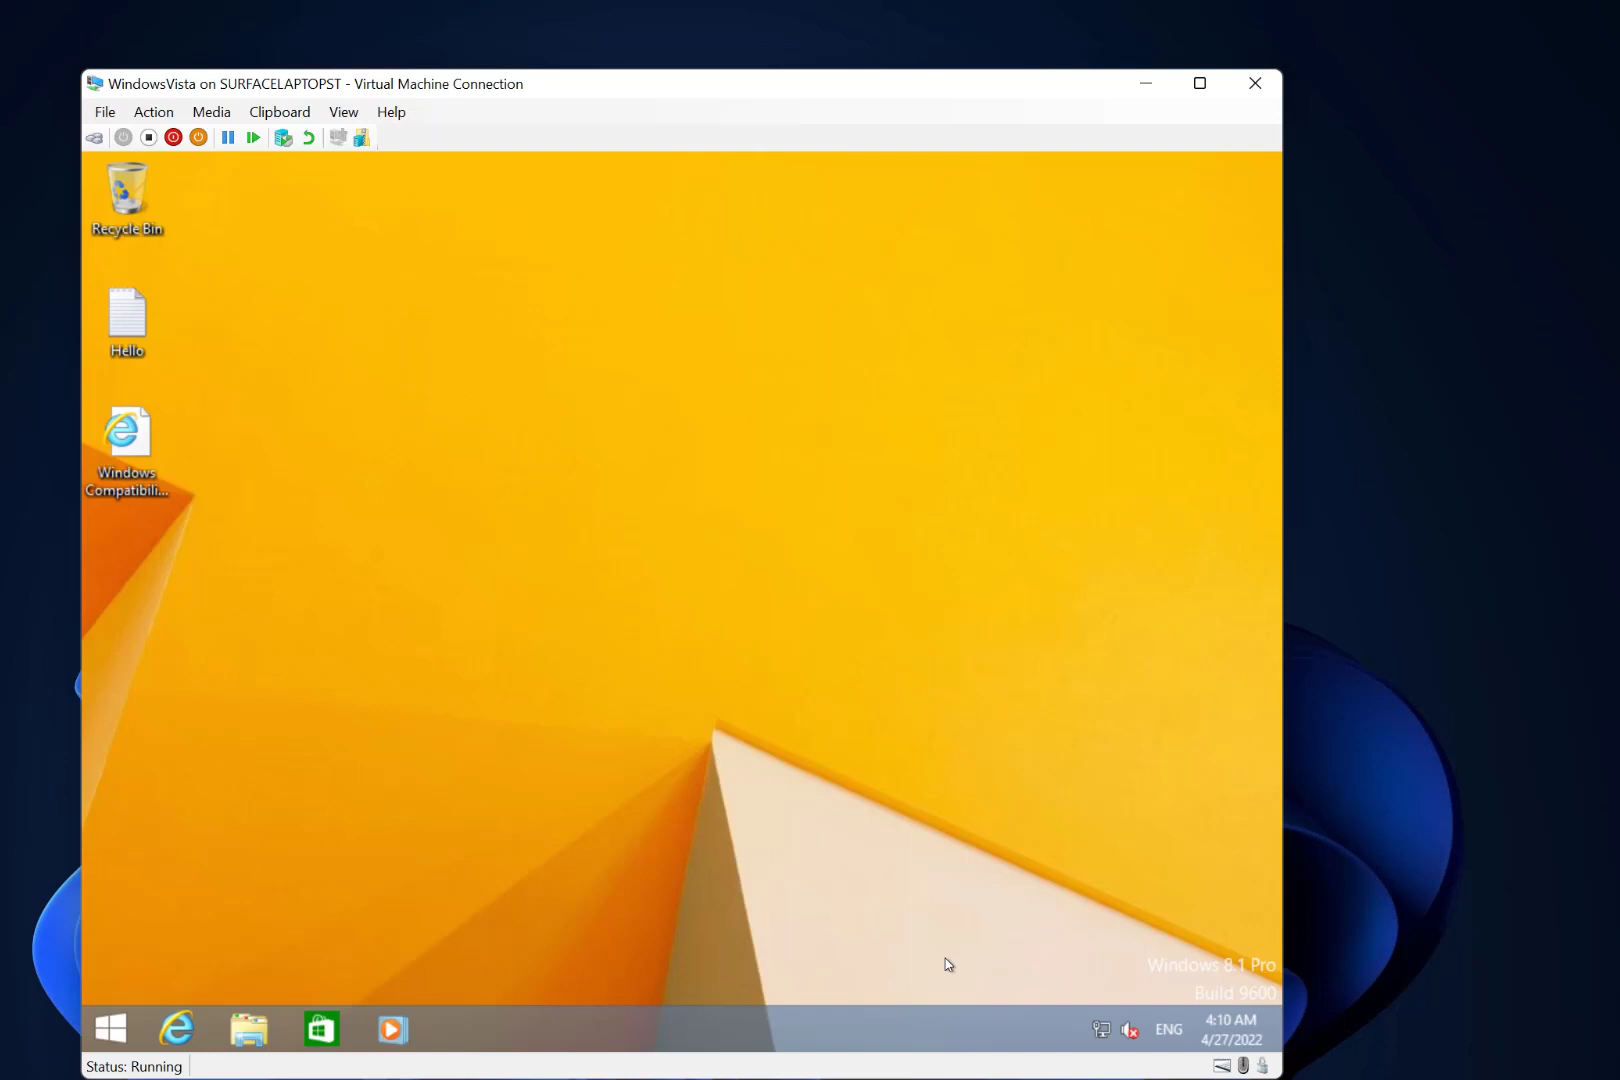 WindowsVista on SURFACELAPTOPST - Virtual Machine Connection
File Action Media Clipboard View Help
Recycle Bin
Hello
Windows
Compatibili...
Windows 8.1 Pro
Build 9600
ENG
4:10 AM
4/27/2022
Status: Running